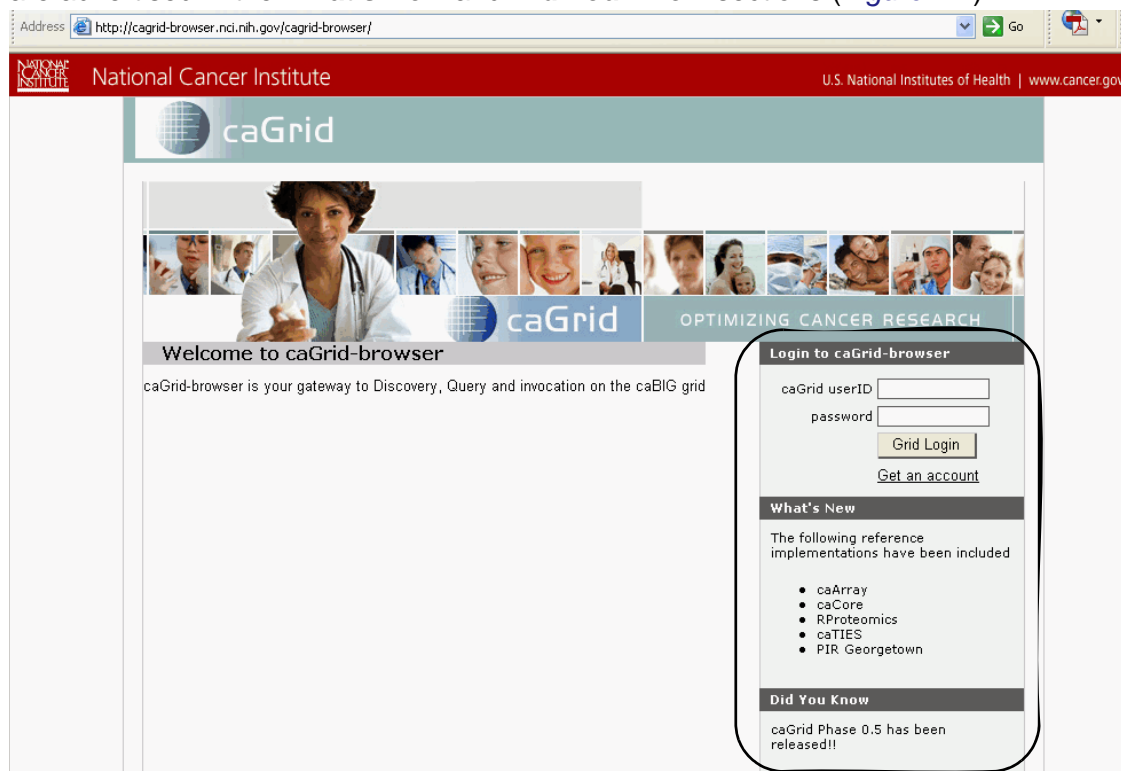 Address http://cagrid-browser.nci.nih.gov/cagrid-browser/ Go
NATIONAL CANCER INSTITUTE
National Cancer Institute
U.S. National Institutes of Health | www.cancer.gov
caGrid
caGrid
OPTIMIZING CANCER RESEARCH
Welcome to caGrid-browser
caGrid-browser is your gateway to Discovery, Query and invocation on the caBIG grid
Login to caGrid-browser
caGrid userID
password
Grid Login
Get an account
What's New
The following reference
implementations have been included
• caArray
• caCore
• RProteomics
• caTIES
• PIR Georgetown
Did You Know
caGrid Phase 0.5 has been
released!!